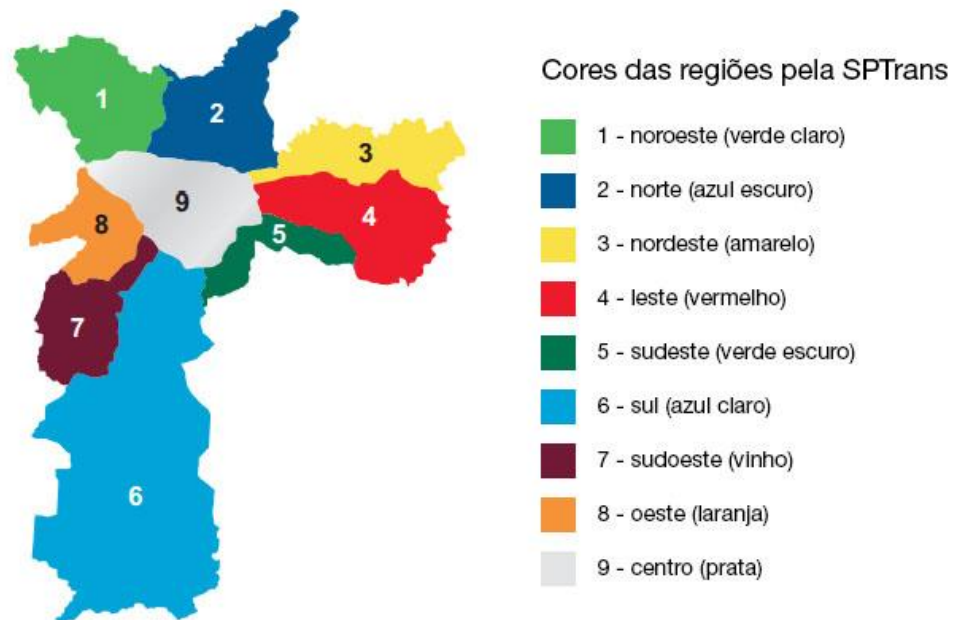 Cores das regiões pela SPTrans
1 - noroeste (verde claro)
2 - norte (azul escuro)
3 - nordeste (amarelo)
4 - leste (vermelho)
5 - sudeste (verde escuro)
6 - sul (azul claro)
7 - sudoeste (vinho)
8 - oeste (laranja)
9 - centro (prata)
1
2
3
9
4
8
5
7
6